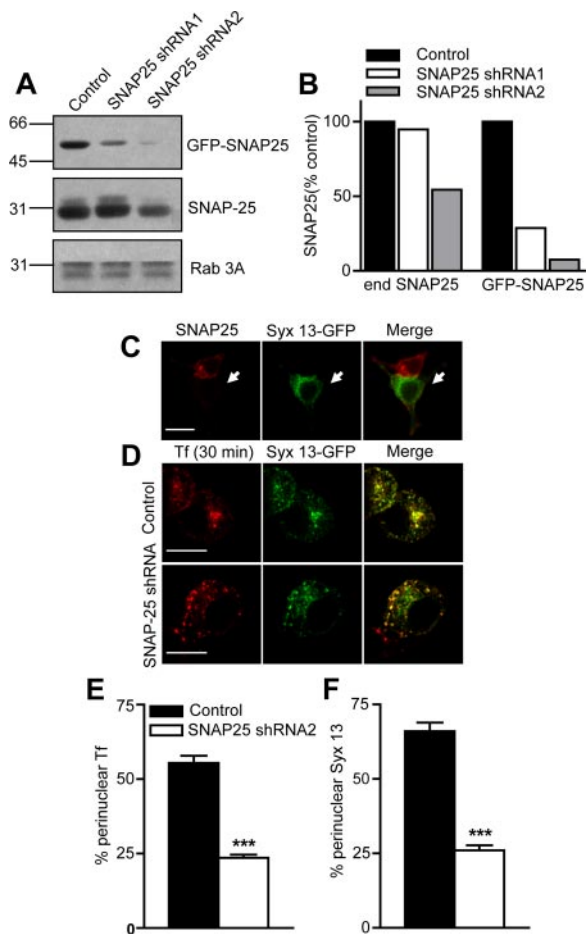 A
Control
SNAP25 shRNA1
SNAP25 shRNA2
66
45
GFP-SNAP25
31
SNAP-25
31
Rab 3A
B
Control
SNAP25 shRNA1
SNAP25 shRNA2
SNAP25(% control)
100
50
0
end SNAP25 GFP-SNAP25
C
SNAP25 Syx 13-GFP Merge
D
Tf (30 min) Syx 13-GFP Merge
Control
SNAP-25 shRNA
E
Control
SNAP25 shRNA2
% perinuclear Tf
75
50
25
0
***
F
% perinuclear Syx 13
75
50
25
0
***